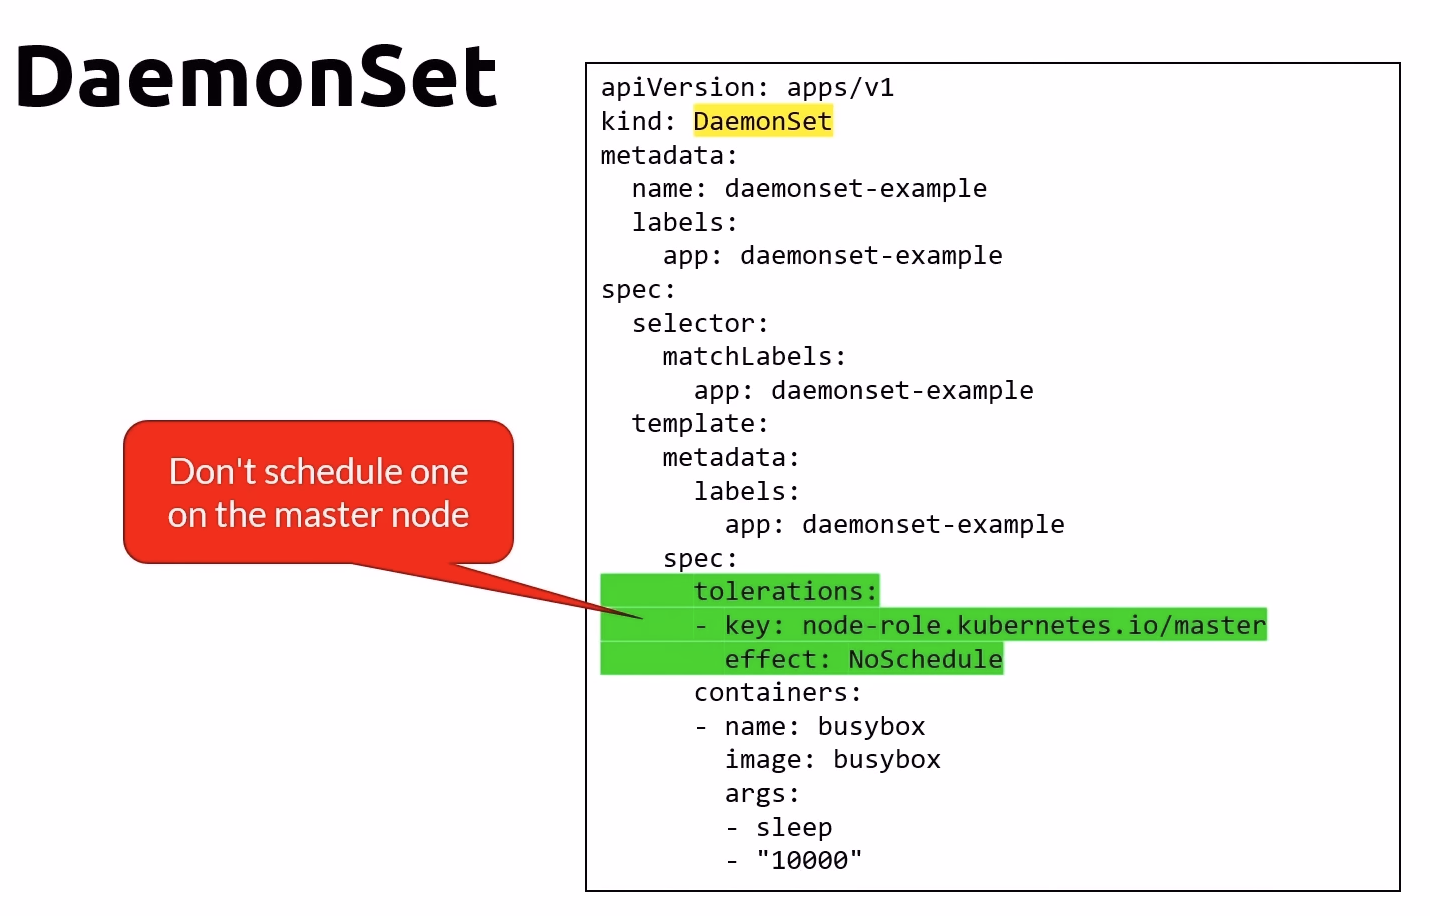 DaemonSet
apiVersion: apps/v1
kind: DaemonSet
metadata:
  name: daemonset-example
  labels:
    app: daemonset-example
spec:
  selector:
    matchLabels:
      app: daemonset-example
  template:
    metadata:
      labels:
        app: daemonset-example
    spec:
      tolerations:
      - key: node-role.kubernetes.io/master
        effect: NoSchedule
      containers:
      - name: busybox
        image: busybox
        args:
        - sleep
        - "10000"
Don't schedule one
on the master node